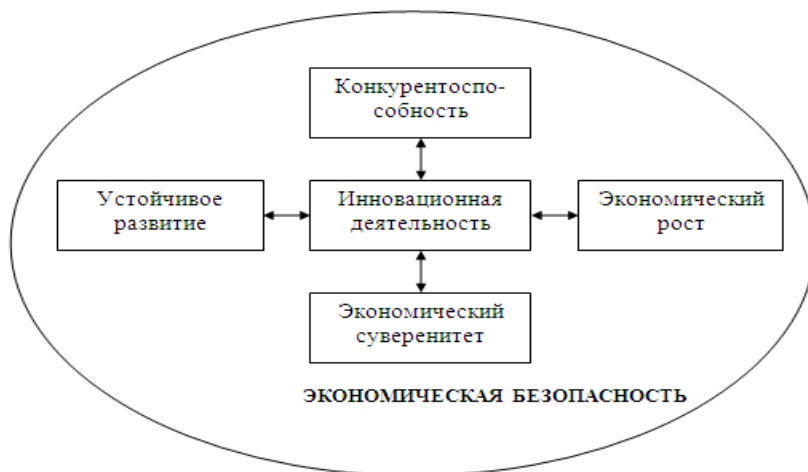 Конкурентоспо-
собность
Устойчивое
развитие
Инновационная
деятельность
Экономический
рост
Экономический
суверенитет
ЭКОНОМИЧЕСКАЯ БЕЗОПАСНОСТЬ